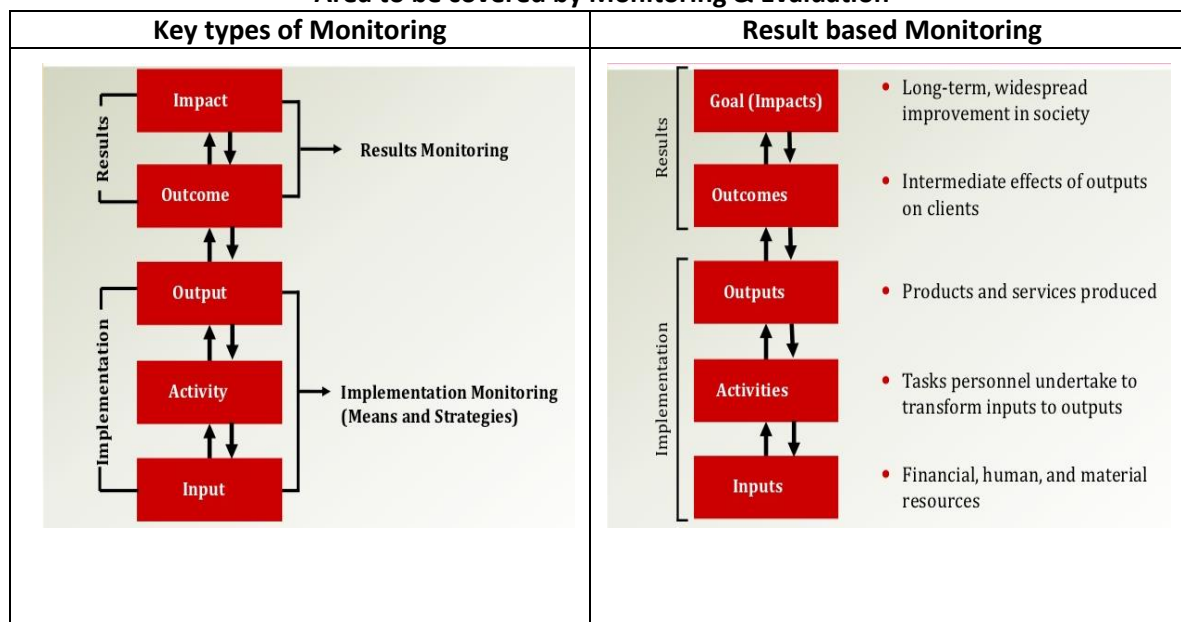 Area to be covered by Monitoring & Evaluation
Key types of Monitoring
Result based Monitoring
Impact
Outcome
Output
Activity
Input
Results
Implementation
Results Monitoring
Implementation Monitoring
(Means and Strategies)
Goal (Impacts)
Outcomes
Outputs
Activities
Inputs
Results
Implementation
• Long-term, widespread
improvement in society
• Intermediate effects of outputs
on clients
• Products and services produced
• Tasks personnel undertake to
transform inputs to outputs
• Financial, human, and material
resources